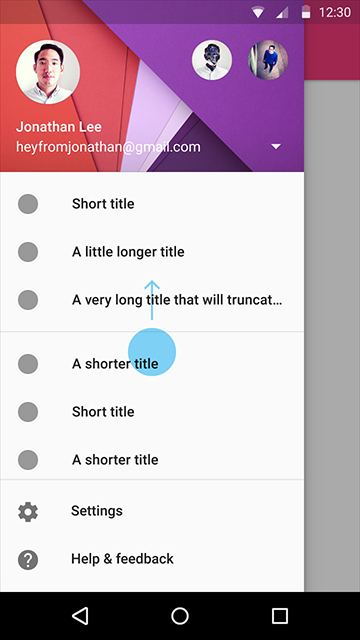 12:30
Jonathan Lee
heyfromjonathan@gmail.com
Short title
A little longer title
A very long title that will truncat...
A shorter title
Short title
A shorter title
Settings
Help & feedback